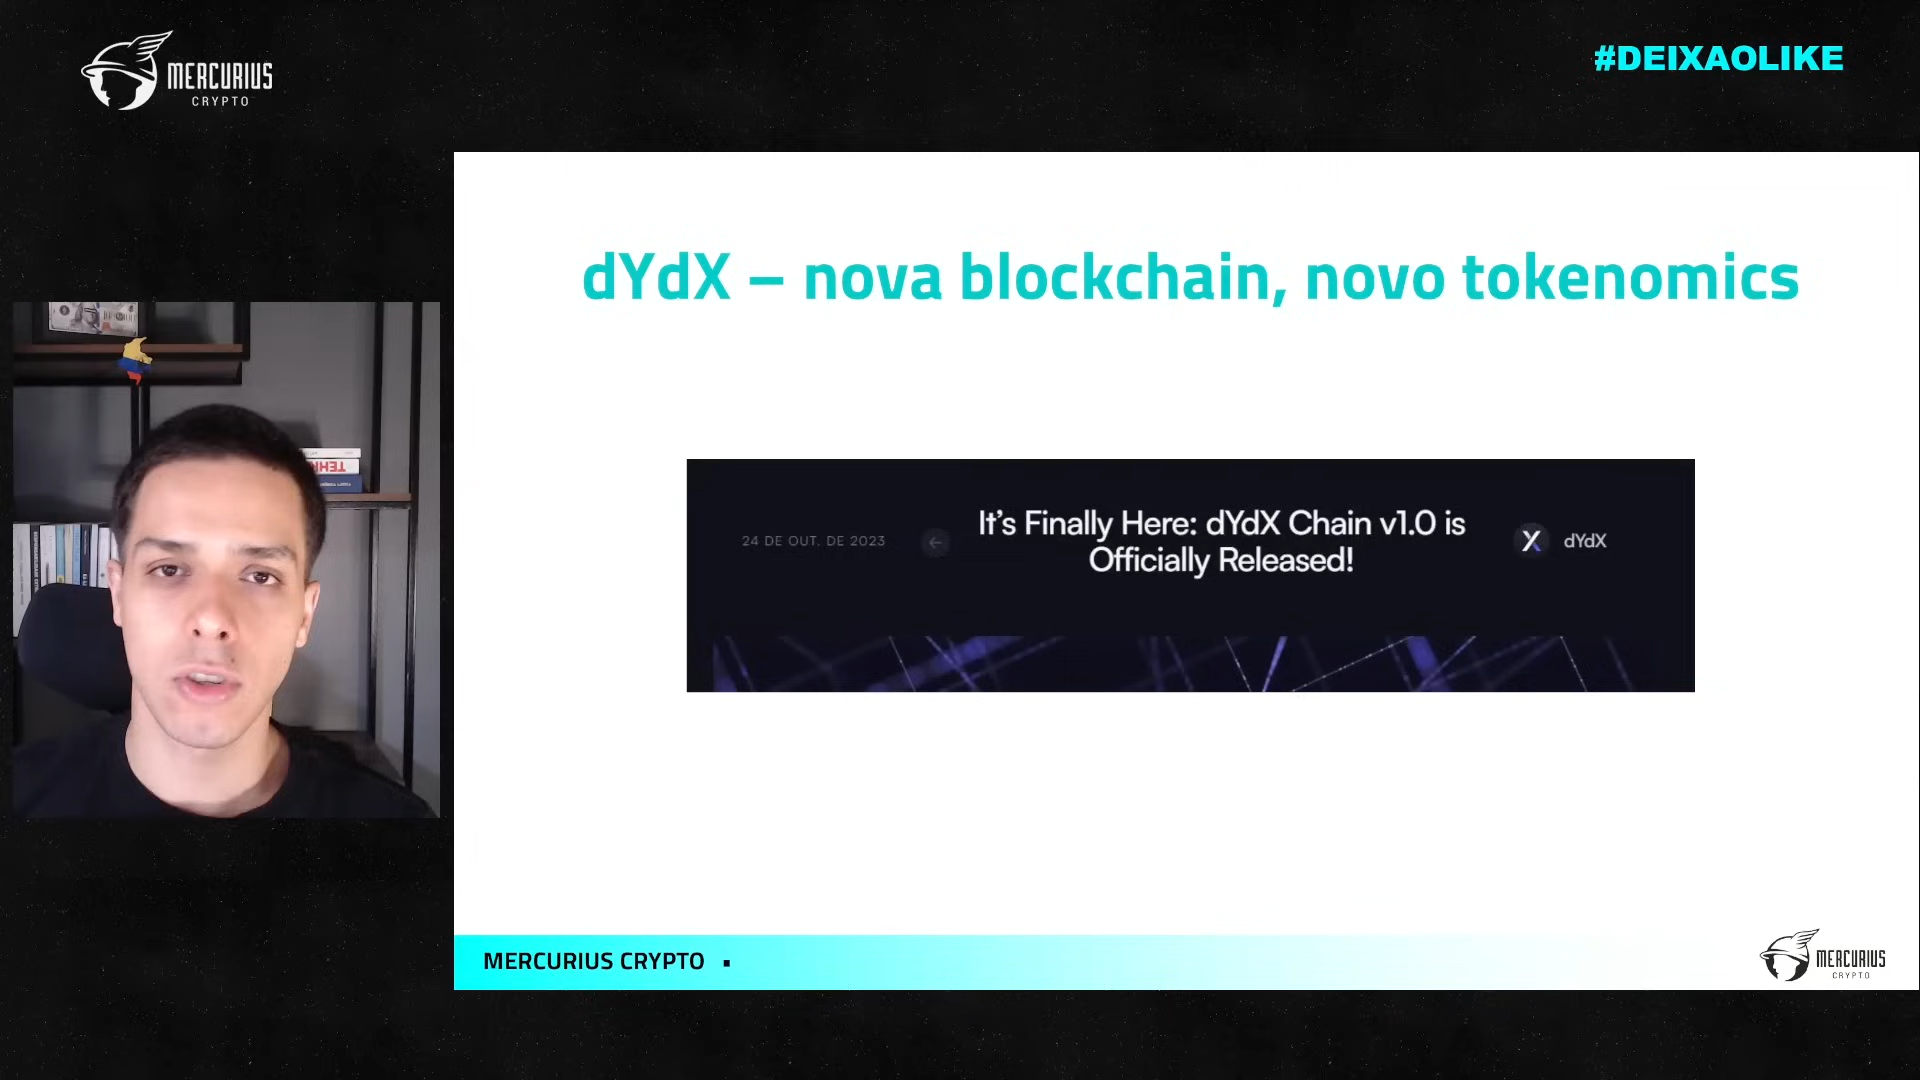 MERCURIUS
CRYPTO
#DEIXAOLIKE
dYdX – nova blockchain, novo tokenomics
24 DE OUT. DE 2023
It’s Finally Here: dYdX Chain v1.0 is
Officially Released!
dYdX
MERCURIUS CRYPTO ▪
MERCURIUS
CRYPTO